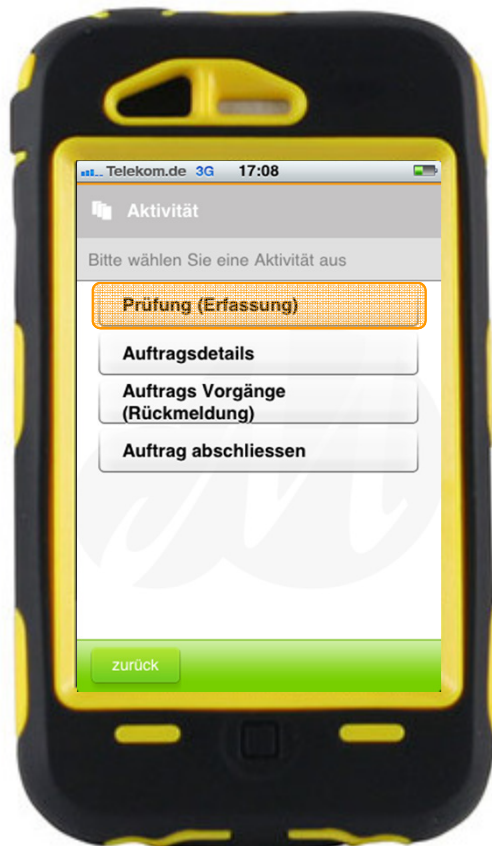 Telekom.de 3G 17:08
Aktivität
Bitte wählen Sie eine Aktivität aus
Prüfung (Erfassung)
Auftragsdetails
Auftrags Vorgänge
(Rückmeldung)
Auftrag abschliessen
zurück